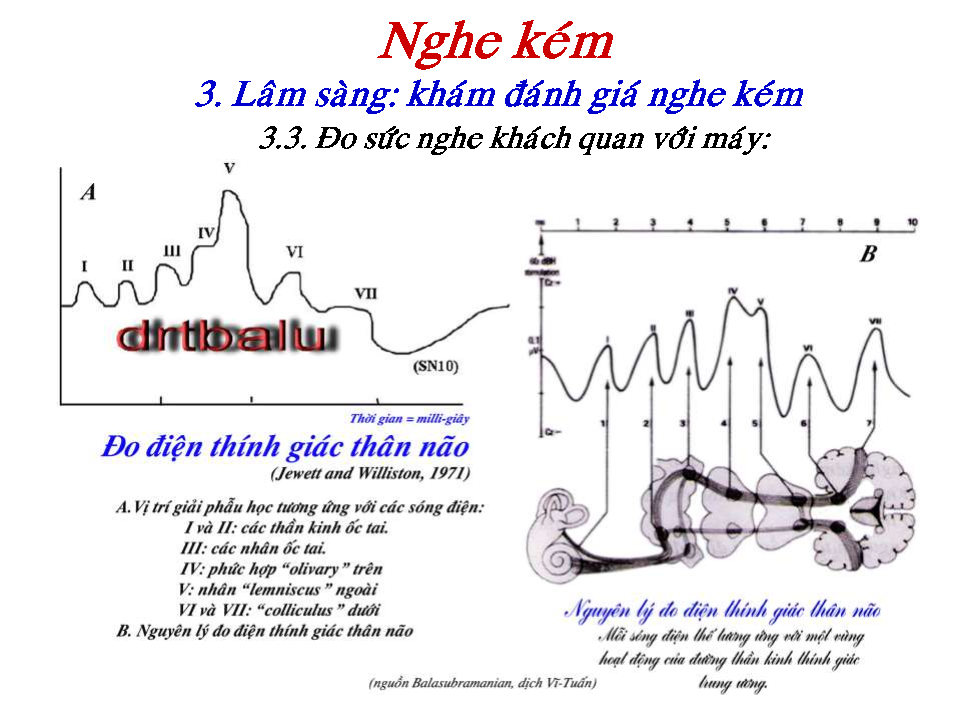 Nghe kém
3. Lâm sàng: khám đánh giá nghe kém
3.3. Đo sức nghe khách quan với máy:
A
I
II
III
IV
V
VI
VII
drtbalu
(SN10)
Thời gian = milli-giây
Đo điện thính giác thân não
(Jewett and Williston, 1971)
A.Vị trí giải phẫu học tương ứng với các sóng điện:
I và II: các thần kinh ốc tai.
III: các nhân ốc tai.
IV: phức hợp “olivary” trên
V: nhân “lemniscus” ngoài
VI và VII: “colliculus” dưới
B. Nguyên lý đo điện thính giác thân não
1 2 3 4 5 6 7 8 9 10
B
0.1
µV
I
II
III
IV
V
VI
VII
1 2 3 4 5 6 7
Nguyên lý đo điện thính giác thân não
Mỗi sóng điện thế tương ứng với một vùng
hoạt động của đường thần kinh thính giác
trung ương.
(nguồn Balasubramanian, dịch Vĩ-Tuấn)